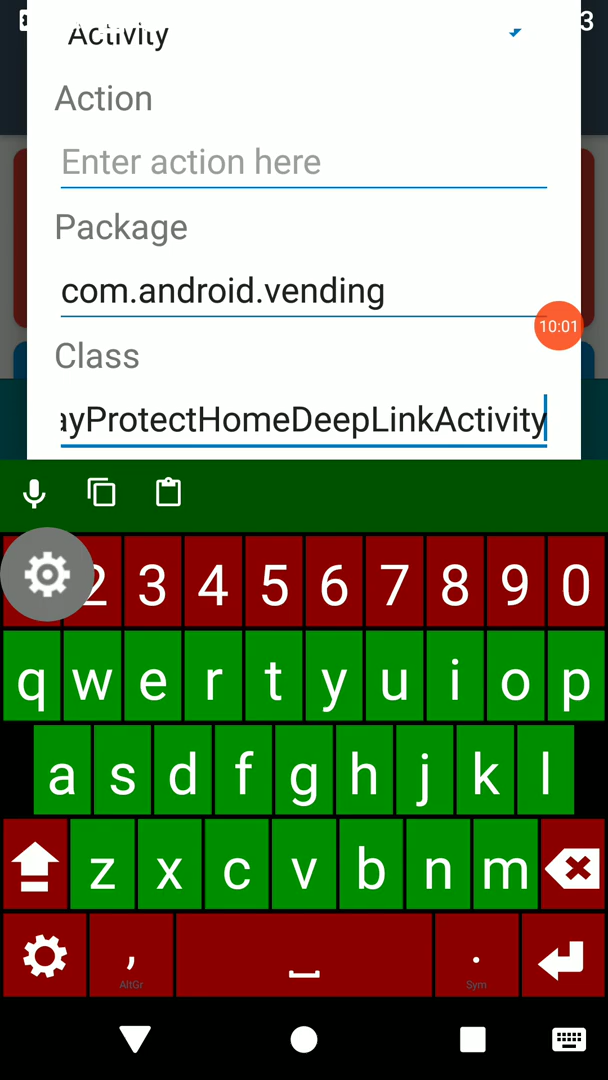 3
Activity
Action
Enter action here
Package
com.android.vending
10:01
Class
ayProtectHomeDeepLinkActivity
2 3 4 5 6 7 8 9 0
q w e r t y u i o p
a s d f g h j k l
z x c v b n m
, .
AltGr Sym